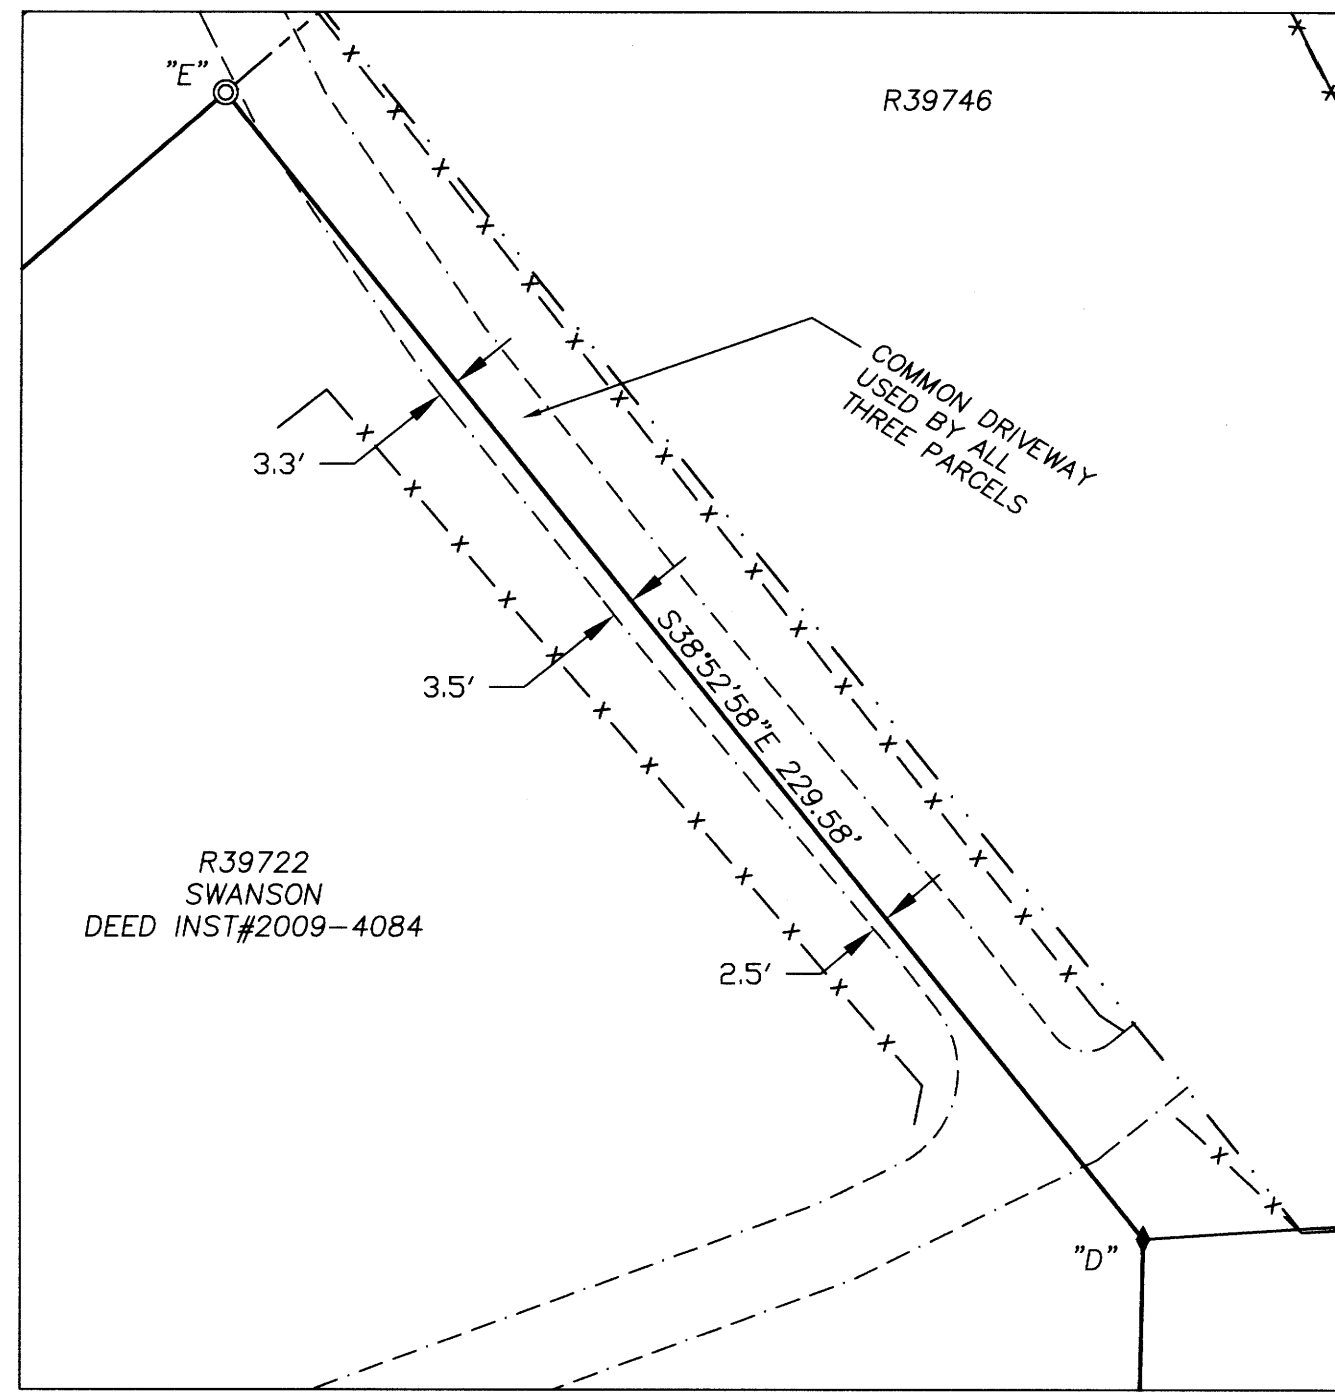 "E"
R39746
COMMON DRIVEWAY
USED BY ALL
THREE PARCELS
3.3'
3.5'
S38°52'58"E 229.58'
R39722
SWANSON
DEED INST#2009-4084
2.5'
"D"